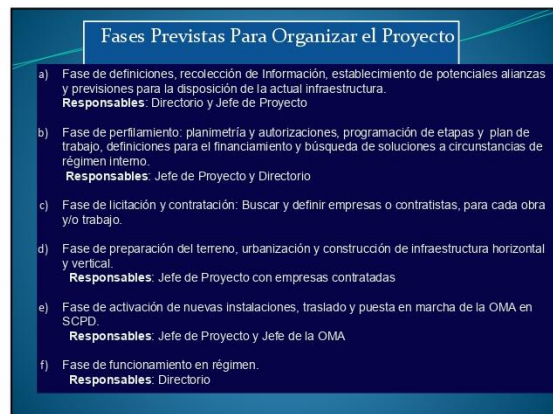 Fases Previstas Para Organizar el Proyecto
a) Fase de definiciones, recolección de Información, establecimiento de potenciales alianzas
y previsiones para la disposición de la actual infraestructura.
Responsables: Directorio y Jefe de Proyecto
b) Fase de perfilamiento: planimetría y autorizaciones, programación de etapas y plan de
trabajo, definiciones para el financiamiento y búsqueda de soluciones a circunstancias de
régimen interno.
Responsables: Jefe de Proyecto y Directorio
c) Fase de licitación y contratación: Buscar y definir empresas o contratistas, para cada obra
y/o trabajo.
d) Fase de preparación del terreno, urbanización y construcción de infraestructura horizontal
y vertical.
Responsables: Jefe de Proyecto con empresas contratadas
e) Fase de activación de nuevas instalaciones, traslado y puesta en marcha de la OMA en
SCPD.
Responsables: Jefe de Proyecto y Jefe de la OMA
f) Fase de funcionamiento en régimen.
Responsables: Directorio